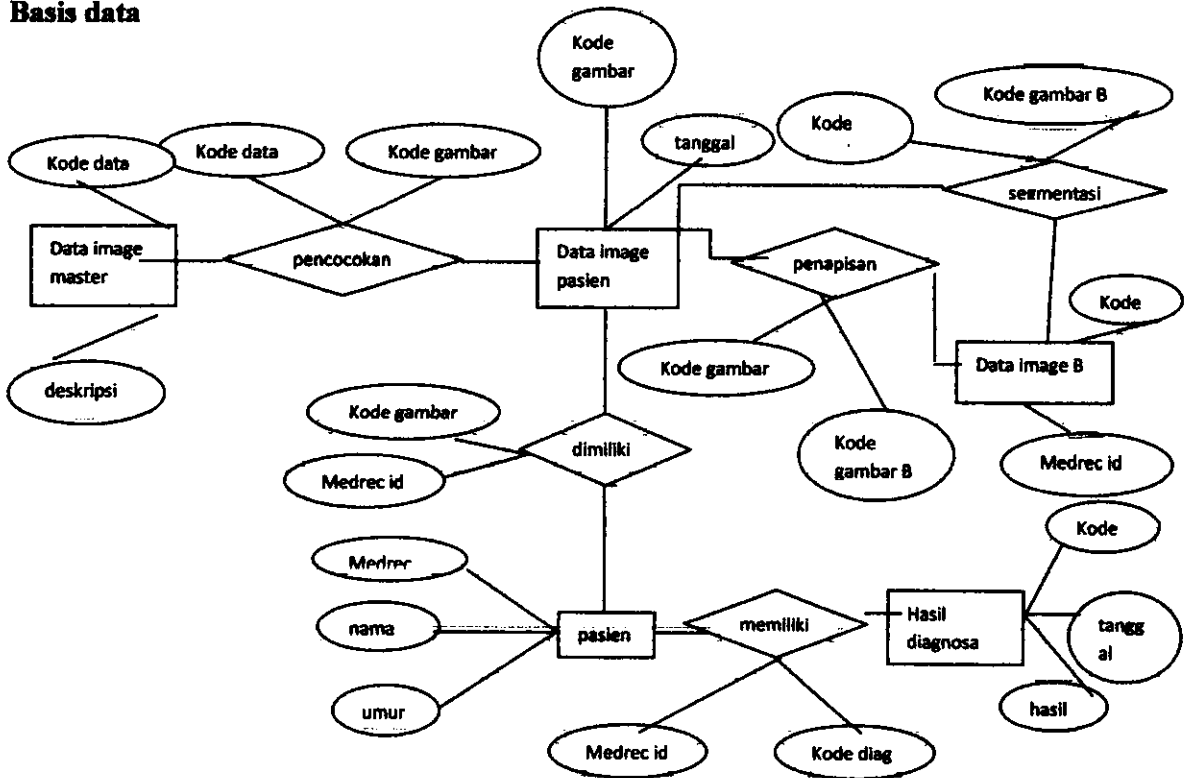 Basis data
Kode
gambar
Kode gambar B
Kode
tanggal
Kode data
Kode data
Kode gambar
segmentasi
Data image
master
pencocokan
Data image
pasien
penapisan
Kode
Kode gambar
Data image B
deskripsi
Kode gambar
dimiliki
Kode
gambar B
Medrec id
Medrec id
Kode
Medrec
nama
pasien
memiliki
Hasil
diagnosa
tangg
al
umur
hasil
Medrec id
Kode diag